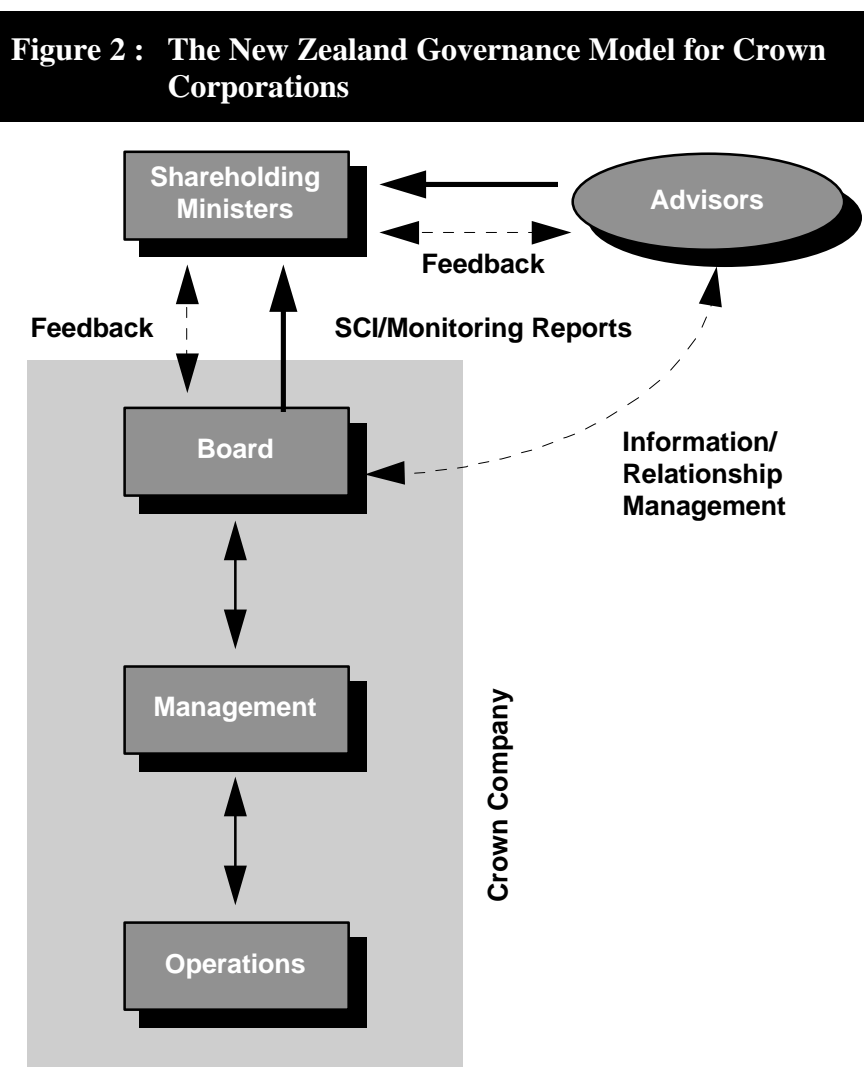 Figure 2 : The New Zealand Governance Model for Crown
Corporations
Shareholding
Ministers
Advisors
Feedback
Feedback
SCI/Monitoring Reports
Board
Information/
Relationship
Management
Management
Crown Company
Operations